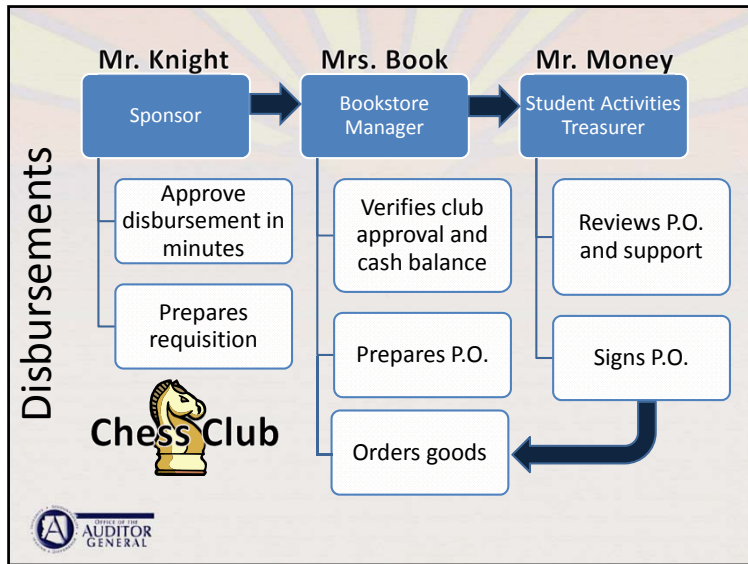 Mr. Knight
Mrs. Book
Mr. Money
Sponsor
Bookstore
Manager
Student Activities
Treasurer
Disbursements
Approve
disbursement in
minutes
Prepares
requisition
Verifies club
approval and
cash balance
Prepares P.O.
Orders goods
Reviews P.O.
and support
Signs P.O.
Chess Club
OFFICE OF THE
AUDITOR
GENERAL